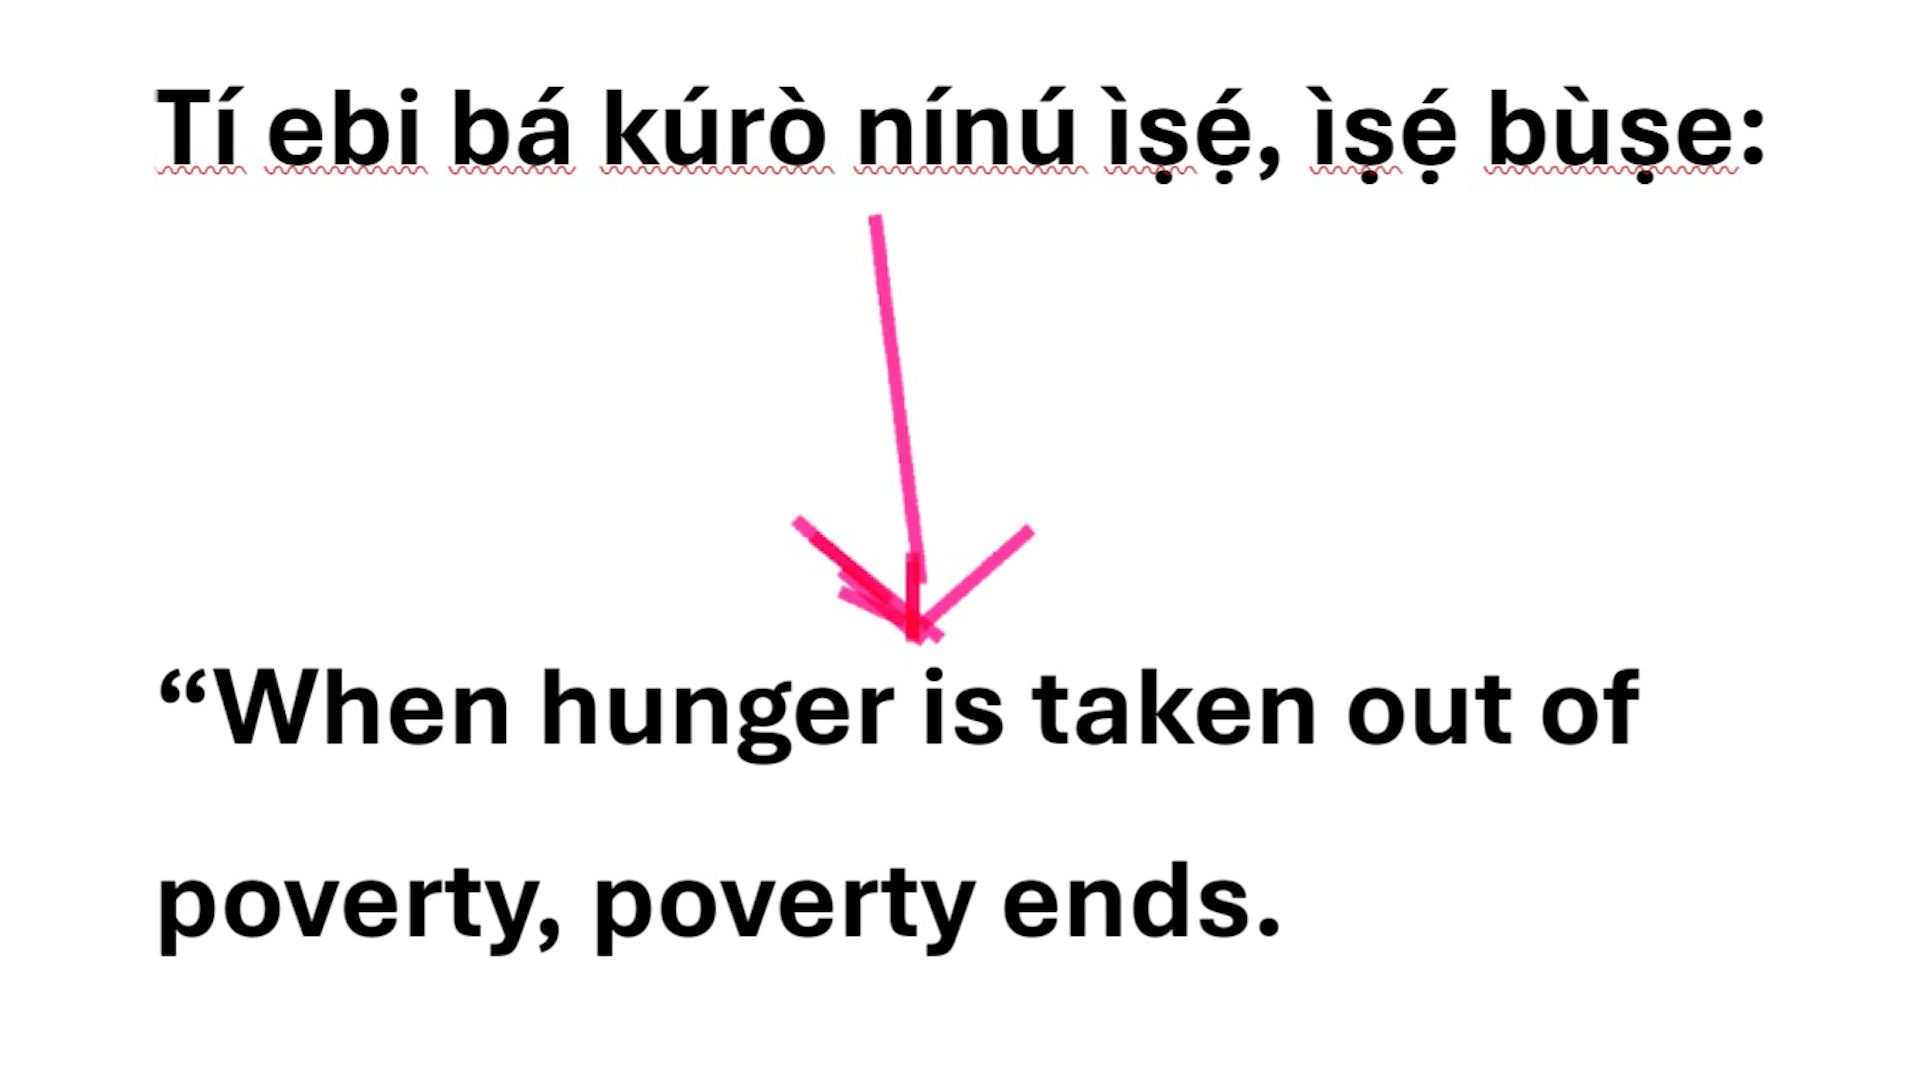 Tí ebi bá kúrò nínú ìṣẹ́, ìṣẹ́ bùṣe:
“When hunger is taken out of
poverty, poverty ends.